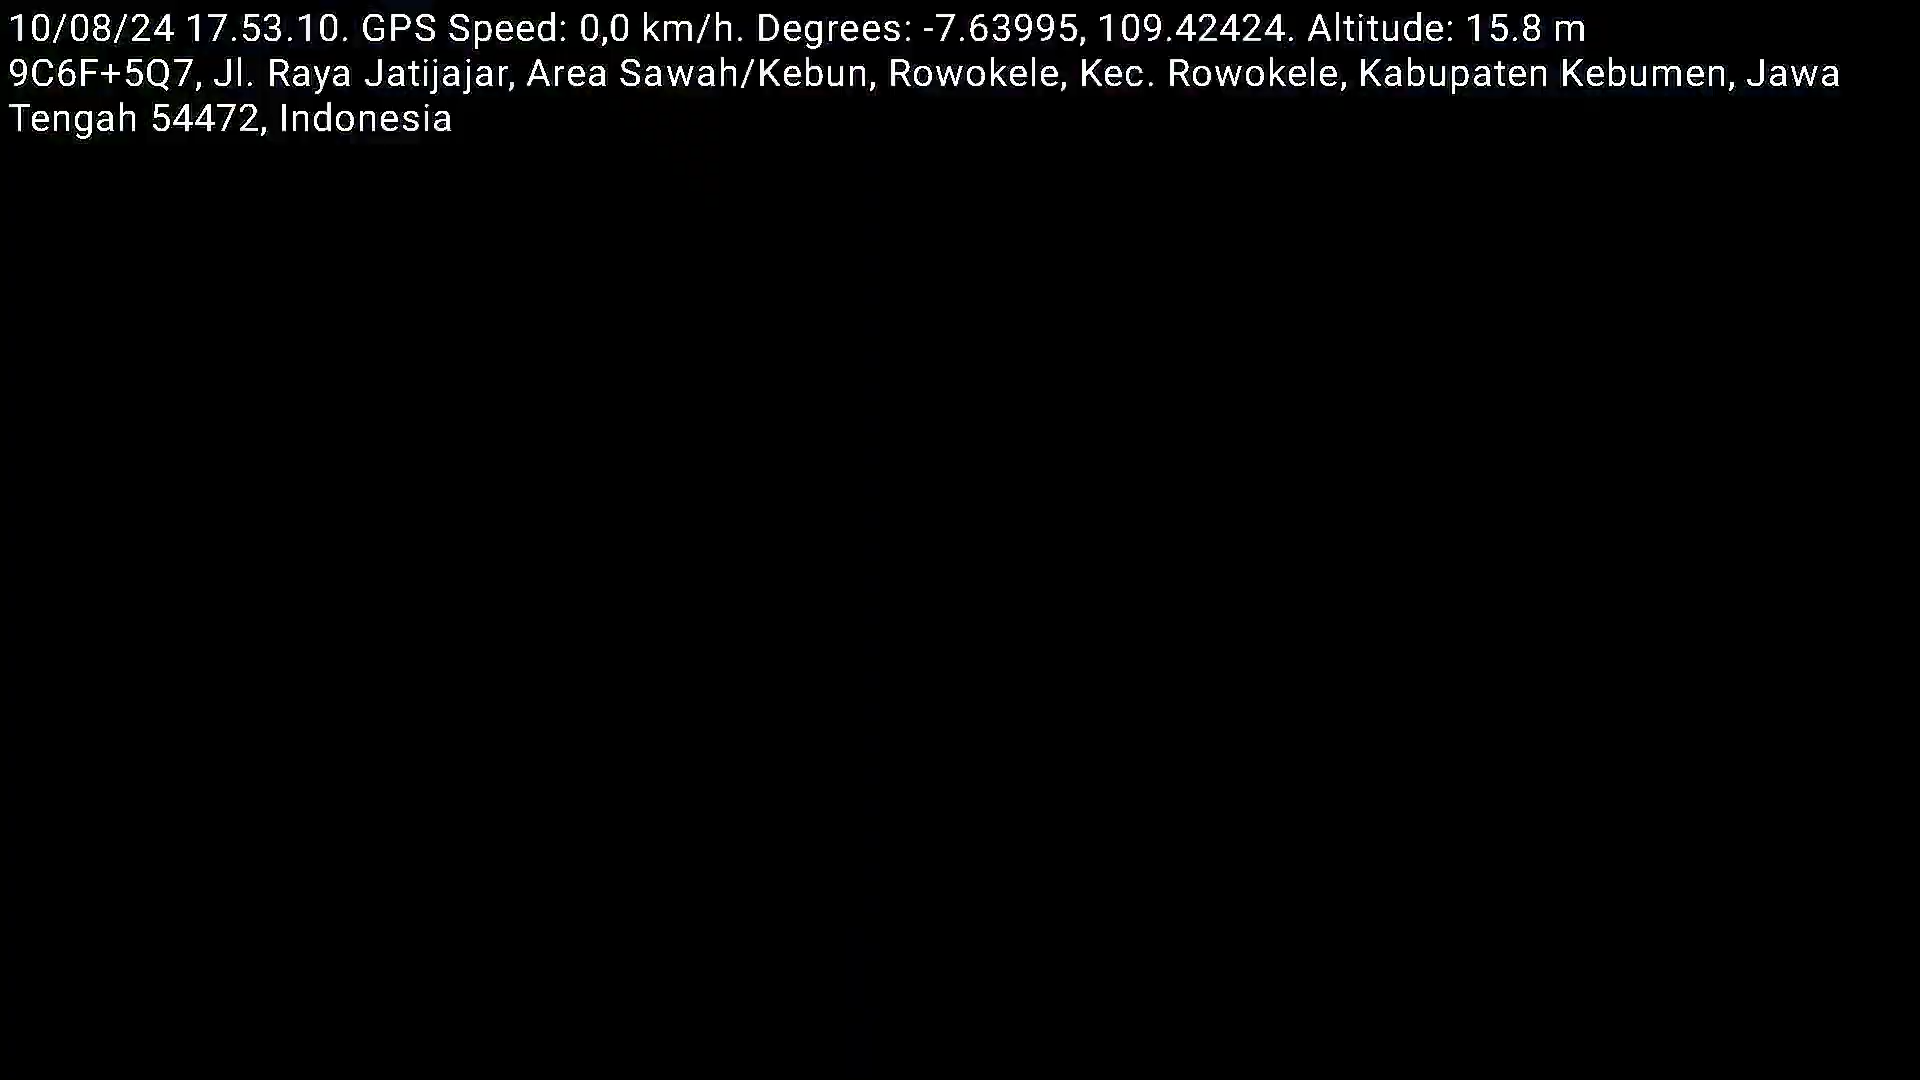 10/08/24 17.53.10. GPS Speed: 0,0 km/h. Degrees: -7.63995, 109.42424. Altitude: 15.8 m
9C6F+5Q7, Jl. Raya Jatijajar, Area Sawah/Kebun, Rowokele, Kec. Rowokele, Kabupaten Kebumen, Jawa
Tengah 54472, Indonesia